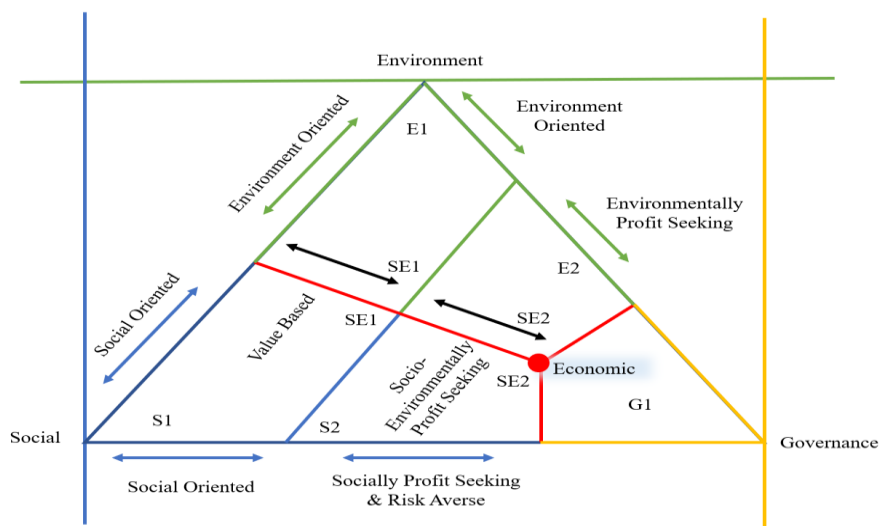 Environment
E1
Environment
Oriented
Environment Oriented
Environmentally
Profit Seeking
E2
SE1
Social Oriented
SE1
SE2
Value Based
Socio-
Environmentally
Profit Seeking
SE2
Economic
G1
S1
S2
Social
Governance
Social Oriented
Socially Profit Seeking
& Risk Averse